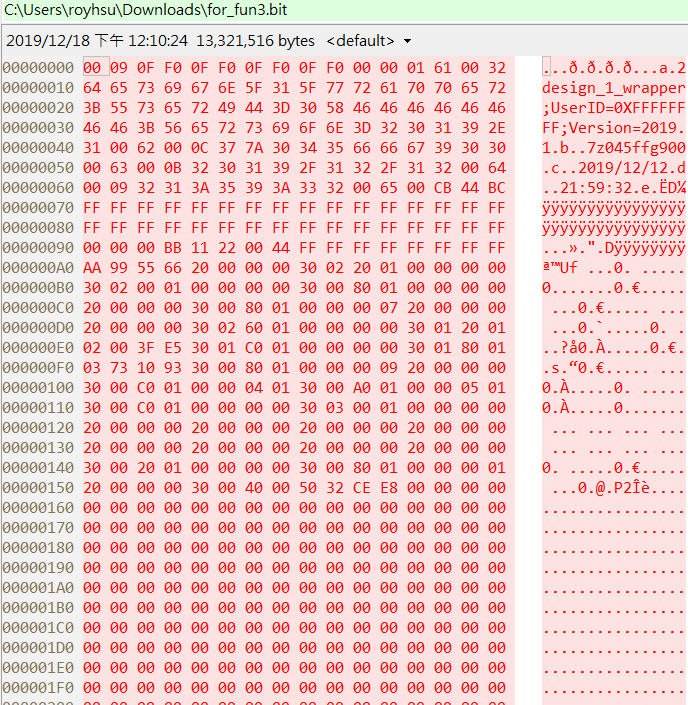 C:\Users\royhsu\Downloads\for_fun3.bit
2019/12/18 下午 12:10:24 13,321,516 bytes <default>
00000000 00 09 0F F0 0F F0 0F F0 0F F0 00 00 01 61 00 32 ...ð.ð.ð.ð...a.2
00000010 64 65 73 69 67 6E 5F 31 5F 77 72 61 70 70 65 72 design_1_wrapper
00000020 3B 55 73 65 72 49 44 3D 30 58 46 46 46 46 46 46 ;UserID=0XFFFFFF
00000030 46 46 3B 56 65 72 73 69 6F 6E 3D 32 30 31 39 2E FF;Version=2019.
00000040 31 00 62 00 0C 37 7A 30 34 35 66 66 67 39 30 30 1.b..7z045ffg900
00000050 00 63 00 0B 32 30 31 39 2F 31 32 2F 31 32 00 64 .c..2019/12/12.d
00000060 00 09 32 31 3A 35 39 3A 33 32 00 65 00 CB 44 BC ..21:59:32.e.ËD¼
00000070 FF FF FF FF FF FF FF FF FF FF FF FF FF FF FF FF ÿÿÿÿÿÿÿÿÿÿÿÿÿÿÿÿ
00000080 FF FF FF FF FF FF FF FF FF FF FF FF FF FF FF FF ÿÿÿÿÿÿÿÿÿÿÿÿÿÿÿÿ
00000090 00 00 00 BB 11 22 00 44 FF FF FF FF FF FF FF FF ...».".Dÿÿÿÿÿÿÿÿ
000000A0 AA 99 55 66 20 00 00 00 30 02 20 01 00 00 00 00 ª™Uf ...0. .....
000000B0 30 02 00 01 00 00 00 00 30 00 80 01 00 00 00 00 0.......0.€.....
000000C0 20 00 00 00 30 00 80 01 00 00 00 07 20 00 00 00  ...0.€..... ...
000000D0 20 00 00 00 30 02 60 01 00 00 00 00 30 01 20 01  ...0.`.....0. .
000000E0 02 00 3F E5 30 01 C0 01 00 00 00 00 30 01 80 01 ..?å0.À.....0.€.
000000F0 03 73 10 93 30 00 80 01 00 00 00 09 20 00 00 00 .s.“0.€..... ...
00000100 30 00 C0 01 00 00 04 01 30 00 A0 01 00 00 05 01 0.À.....0. .....
00000110 30 00 C0 01 00 00 00 00 30 03 00 01 00 00 00 00 0.À.....0.......
00000120 20 00 00 00 20 00 00 00 20 00 00 00 20 00 00 00  ... ... ... ...
00000130 20 00 00 00 20 00 00 00 20 00 00 00 20 00 00 00  ... ... ... ...
00000140 30 00 20 01 00 00 00 00 30 00 80 01 00 00 00 01 0. .....0.€.....
00000150 20 00 00 00 30 00 40 00 50 32 CE E8 00 00 00 00  ...0.@.P2Îè....
00000160 00 00 00 00 00 00 00 00 00 00 00 00 00 00 00 00 ................
00000170 00 00 00 00 00 00 00 00 00 00 00 00 00 00 00 00 ................
00000180 00 00 00 00 00 00 00 00 00 00 00 00 00 00 00 00 ................
00000190 00 00 00 00 00 00 00 00 00 00 00 00 00 00 00 00 ................
000001A0 00 00 00 00 00 00 00 00 00 00 00 00 00 00 00 00 ................
000001B0 00 00 00 00 00 00 00 00 00 00 00 00 00 00 00 00 ................
000001C0 00 00 00 00 00 00 00 00 00 00 00 00 00 00 00 00 ................
000001D0 00 00 00 00 00 00 00 00 00 00 00 00 00 00 00 00 ................
000001E0 00 00 00 00 00 00 00 00 00 00 00 00 00 00 00 00 ................
000001F0 00 00 00 00 00 00 00 00 00 00 00 00 00 00 00 00 ................